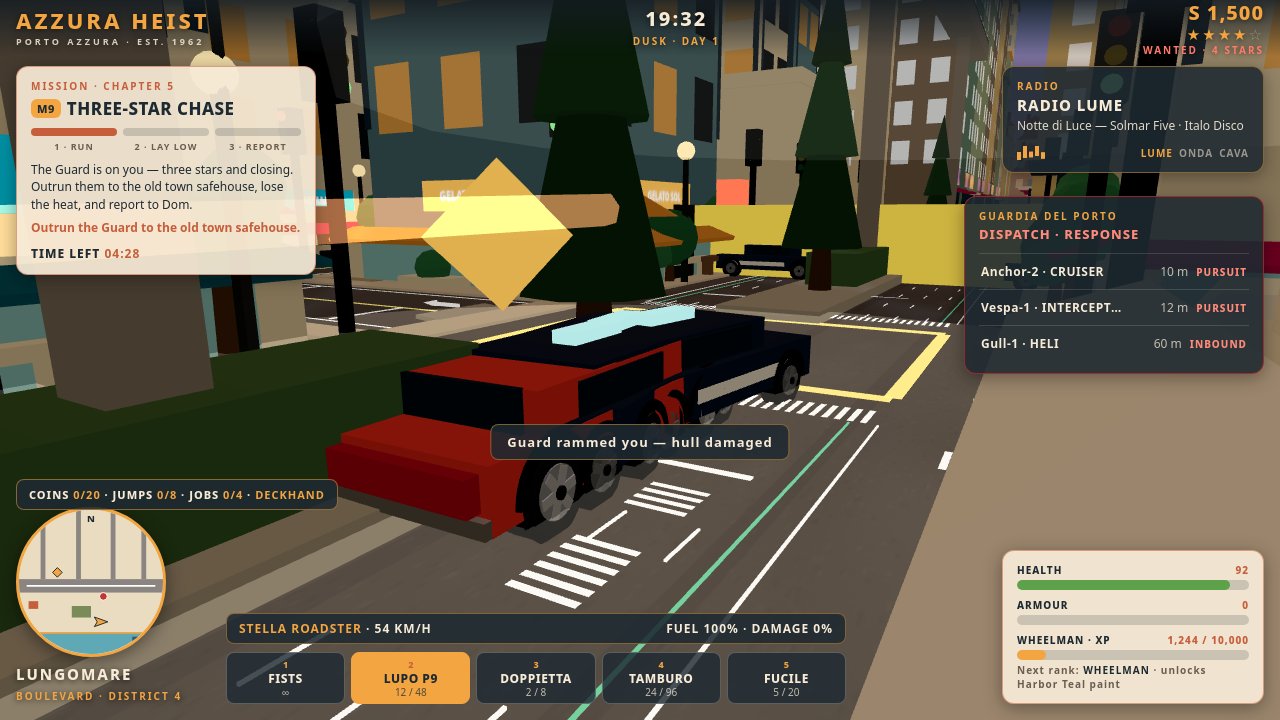 AZZURA HEIST
PORTO AZZURA · EST. 1962
19:32
DUSK · DAY 1
$ 1,500
★★★★☆
WANTED · 4 STARS
MISSION · CHAPTER 5
M9 THREE-STAR CHASE
1 · RUN 2 · LAY LOW 3 · REPORT
The Guard is on you — three stars and closing.
Outrun them to the old town safehouse, lose
the heat, and report to Dom.
Outrun the Guard to the old town safehouse.
TIME LEFT 04:28
RADIO
RADIO LUME
Notte di Luce — Solmar Five · Italo Disco
LUME ONDA CAVA
GUARDIA DEL PORTO
DISPATCH · RESPONSE
Anchor-2 · CRUISER 10 m PURSUIT
Vespa-1 · INTERCEPT… 12 m PURSUIT
Gull-1 · HELI 60 m INBOUND
Guard rammed you — hull damaged
COINS 0/20 · JUMPS 0/8 · JOBS 0/4 · DECKHAND
N
LUNGOMARE
BOULEVARD · DISTRICT 4
STELLA ROADSTER · 54 KM/H FUEL 100% · DAMAGE 0%
1 FISTS ∞
2 LUPO P9 12 / 48
3 DOPPIETTA 2 / 8
4 TAMBURO 24 / 96
5 FUCILE 5 / 20
HEALTH 92
ARMOUR 0
WHEELMAN · XP 1,244 / 10,000
Next rank: WHEELMAN · unlocks
Harbor Teal paint